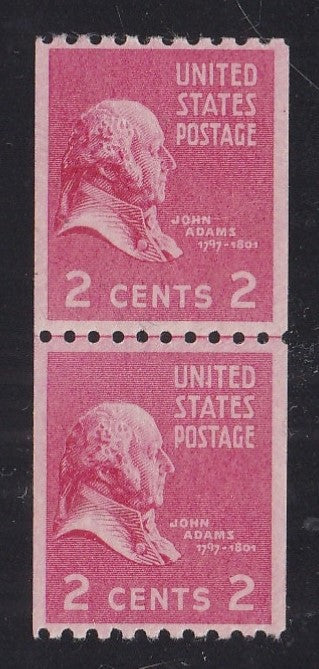 UNITED
STATES
POSTAGE
JOHN
ADAMS
1797-1801
2 CENTS 2
UNITED
STATES
POSTAGE
JOHN
ADAMS
1797-1801
2 CENTS 2